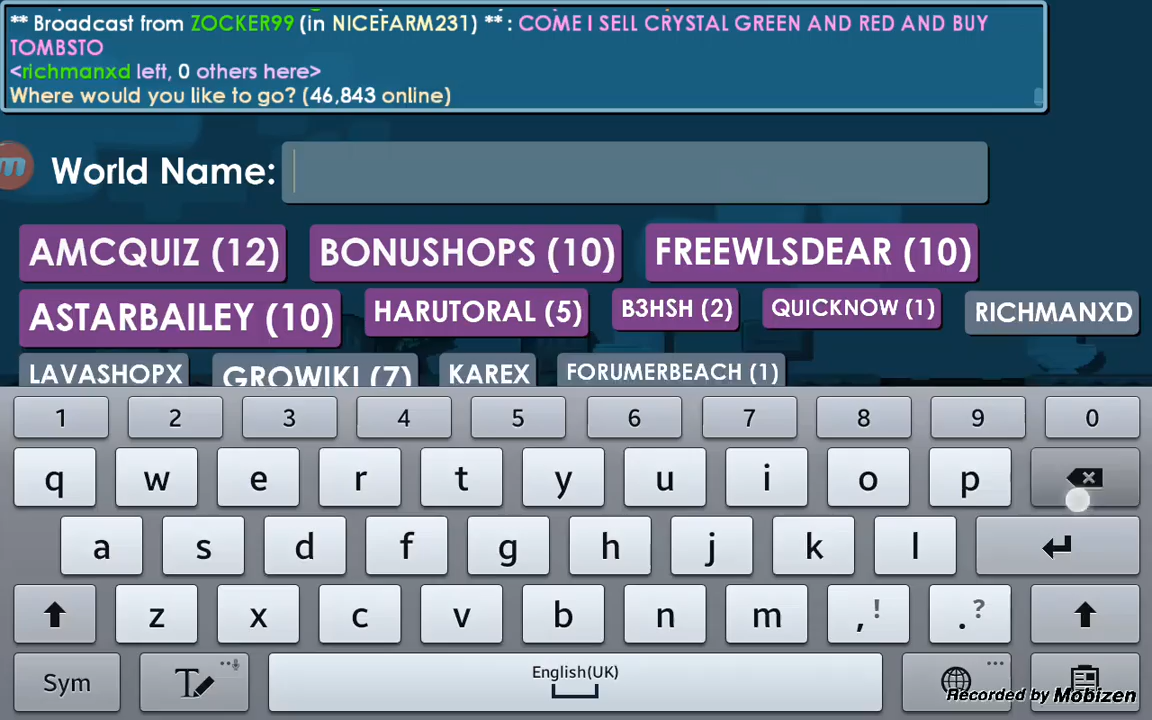 ** Broadcast from ZOCKER99 (in NICEFARM231) ** : COME I SELL CRYSTAL GREEN AND RED AND BUY
TOMBSTO
<richmanxd left, 0 others here>
Where would you like to go? (46,843 online)
m World Name:
AMCQUIZ (12) BONUSHOPS (10) FREEWLSDEAR (10)
ASTARBAILEY (10) HARUTORAL (5) B3HSH (2) QUICKNOW (1) RICHMANXD
LAVASHOPX GROWIKI (7) KAREX FORUMERBEACH (1)
1 2 3 4 5 6 7 8 9 0
q w e r t y u i o p
a s d f g h j k l
z x c v b n m , ! . ?
Sym T English(UK)
Recorded by Mobizen